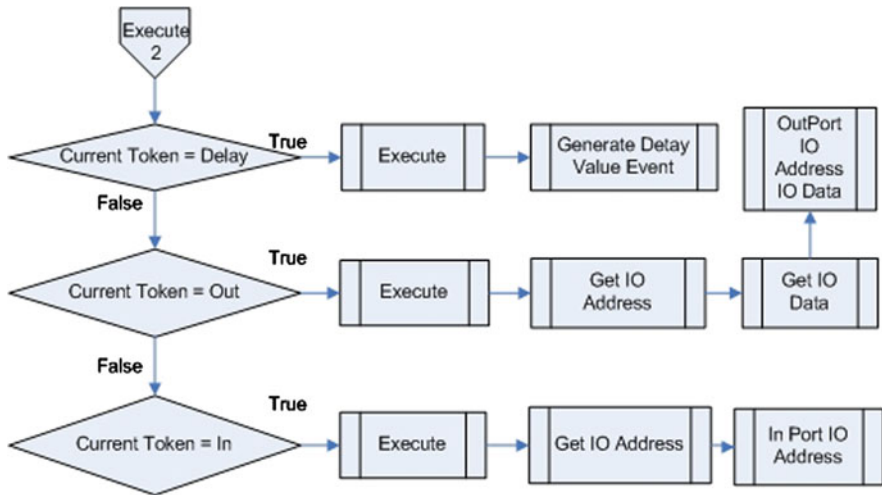 Execute
2
Current Token = Delay
True
Execute
Generate Detay
Value Event
OutPort
IO
Address
IO Data
False
Current Token = Out
True
Execute
Get IO
Address
Get IO
Data
False
Current Token = In
True
Execute
Get IO Address
In Port IO
Address